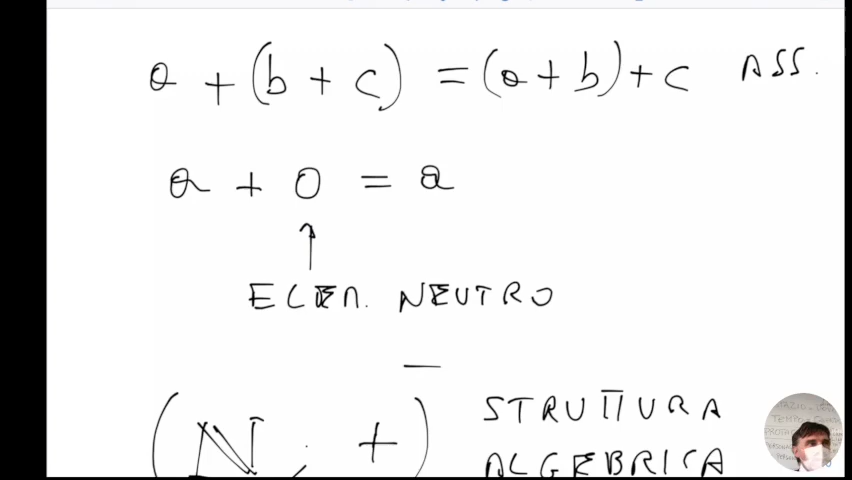 a + (b + c) = (a + b) + c ASS.
a + 0 = a
↑
ELEM. NEUTRO
(N, +) STRUTTURA
ALGEBRICA